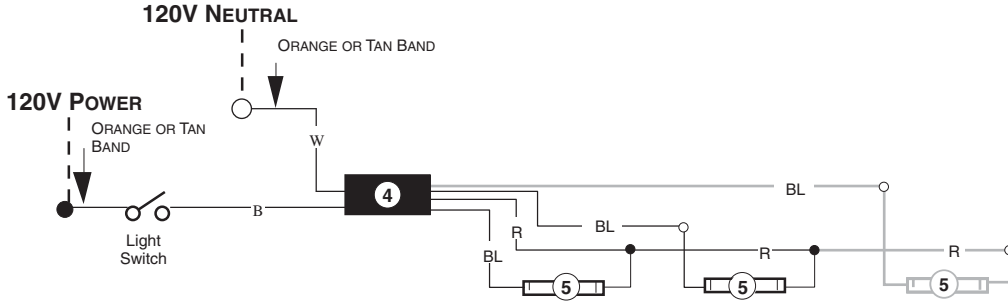 120V NEUTRAL
ORANGE OR TAN BAND
120V POWER
ORANGE OR TAN
BAND
W
4
BL
B
R
BL
R
R
Light
Switch
BL
5
5
5